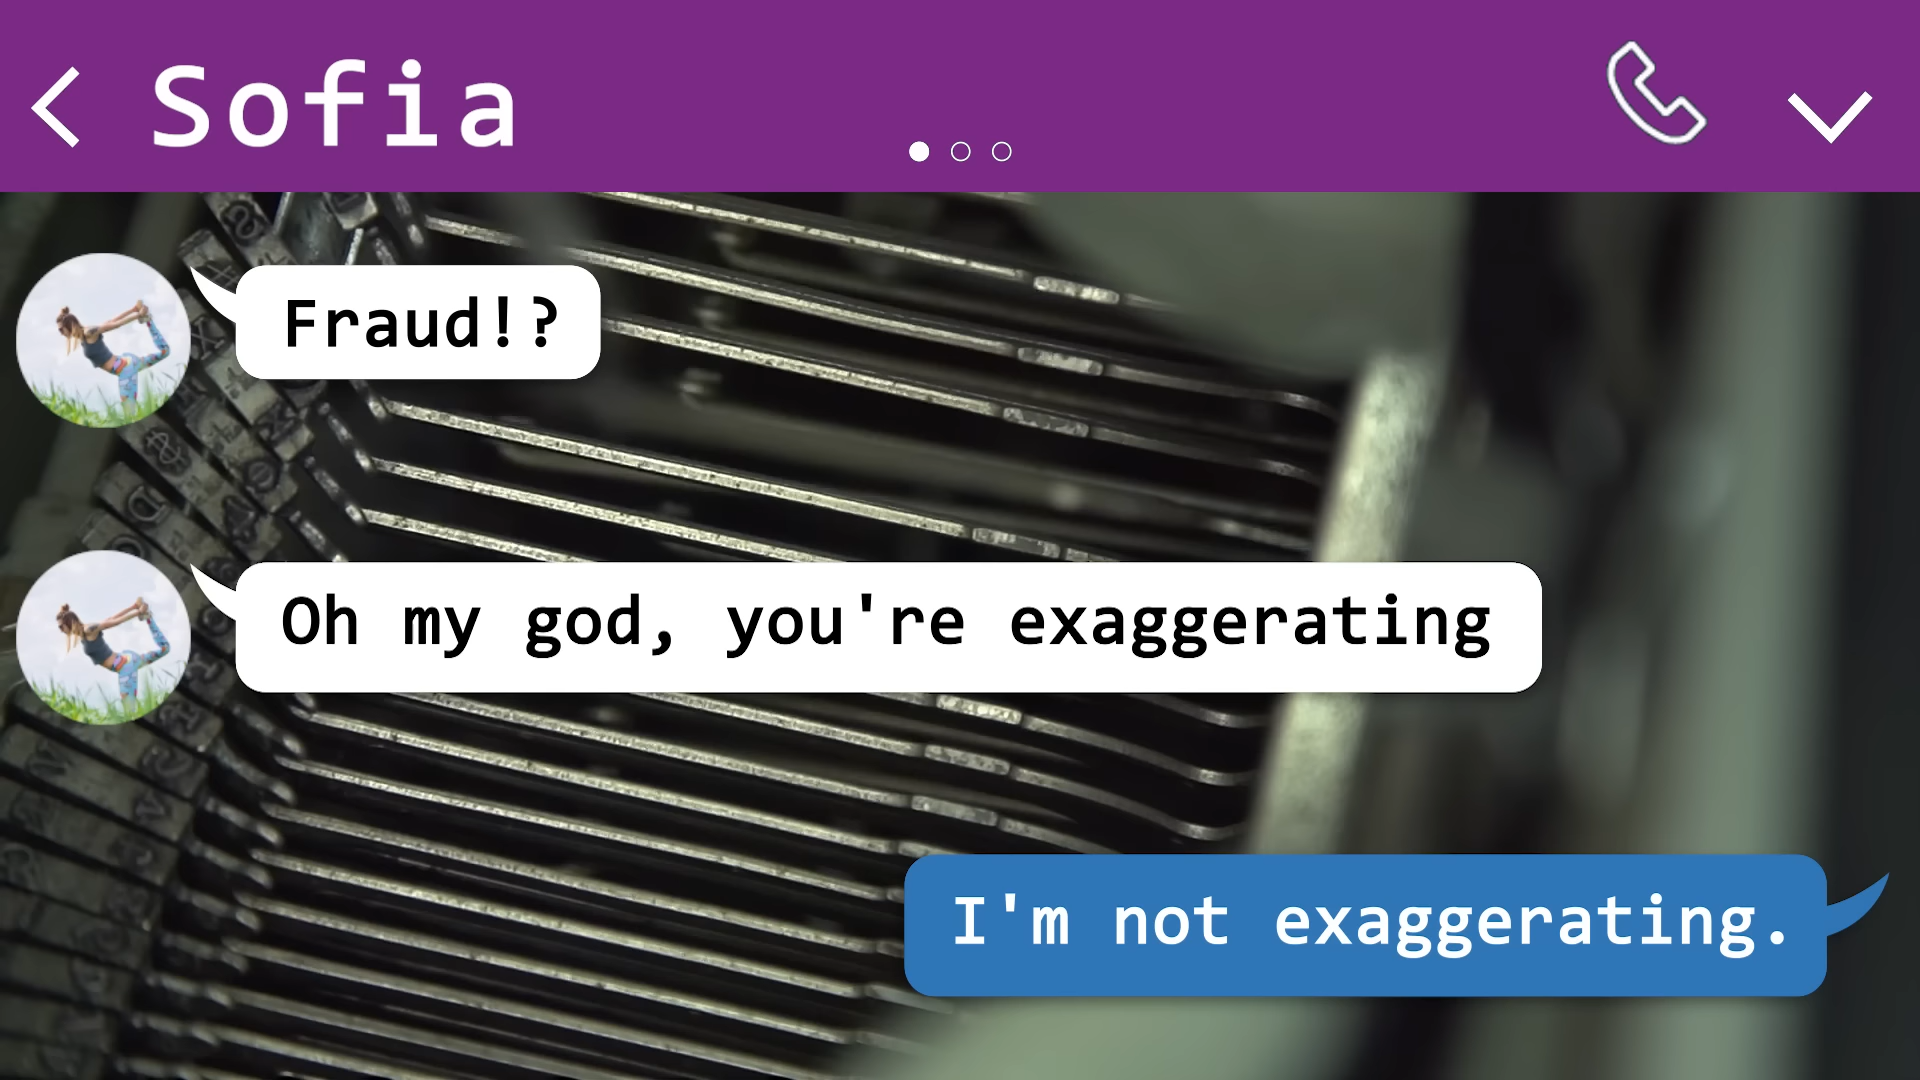 Sofia
Fraud!?
Oh my god, you're exaggerating
I'm not exaggerating.